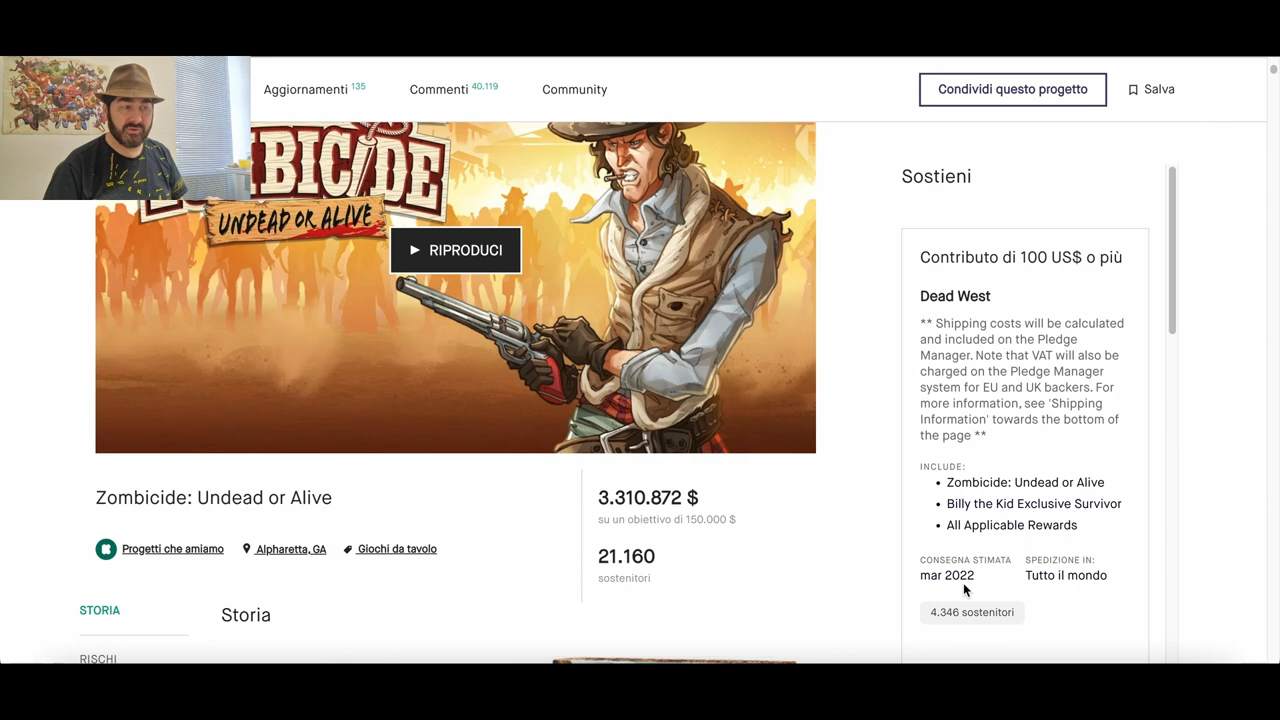 Aggiornamenti 135
Commenti 40.119
Community
Condividi questo progetto
Salva
BICIDE
UNDEAD OR ALIVE
RIPRODUCI
Zombicide: Undead or Alive
Progetti che amiamo
Alpharetta, GA
Giochi da tavolo
3.310.872 $
su un obiettivo di 150.000 $
21.160
sostenitori
STORIA
RISCHI
Storia
Sostieni
Contributo di 100 US$ o più
Dead West
** Shipping costs will be calculated
and included on the Pledge
Manager. Note that VAT will also be
charged on the Pledge Manager
system for EU and UK backers. For
more information, see 'Shipping
Information' towards the bottom of
the page **
INCLUDE:
• Zombicide: Undead or Alive
• Billy the Kid Exclusive Survivor
• All Applicable Rewards
CONSEGNA STIMATA
mar 2022
SPEDIZIONE IN:
Tutto il mondo
4.346 sostenitori